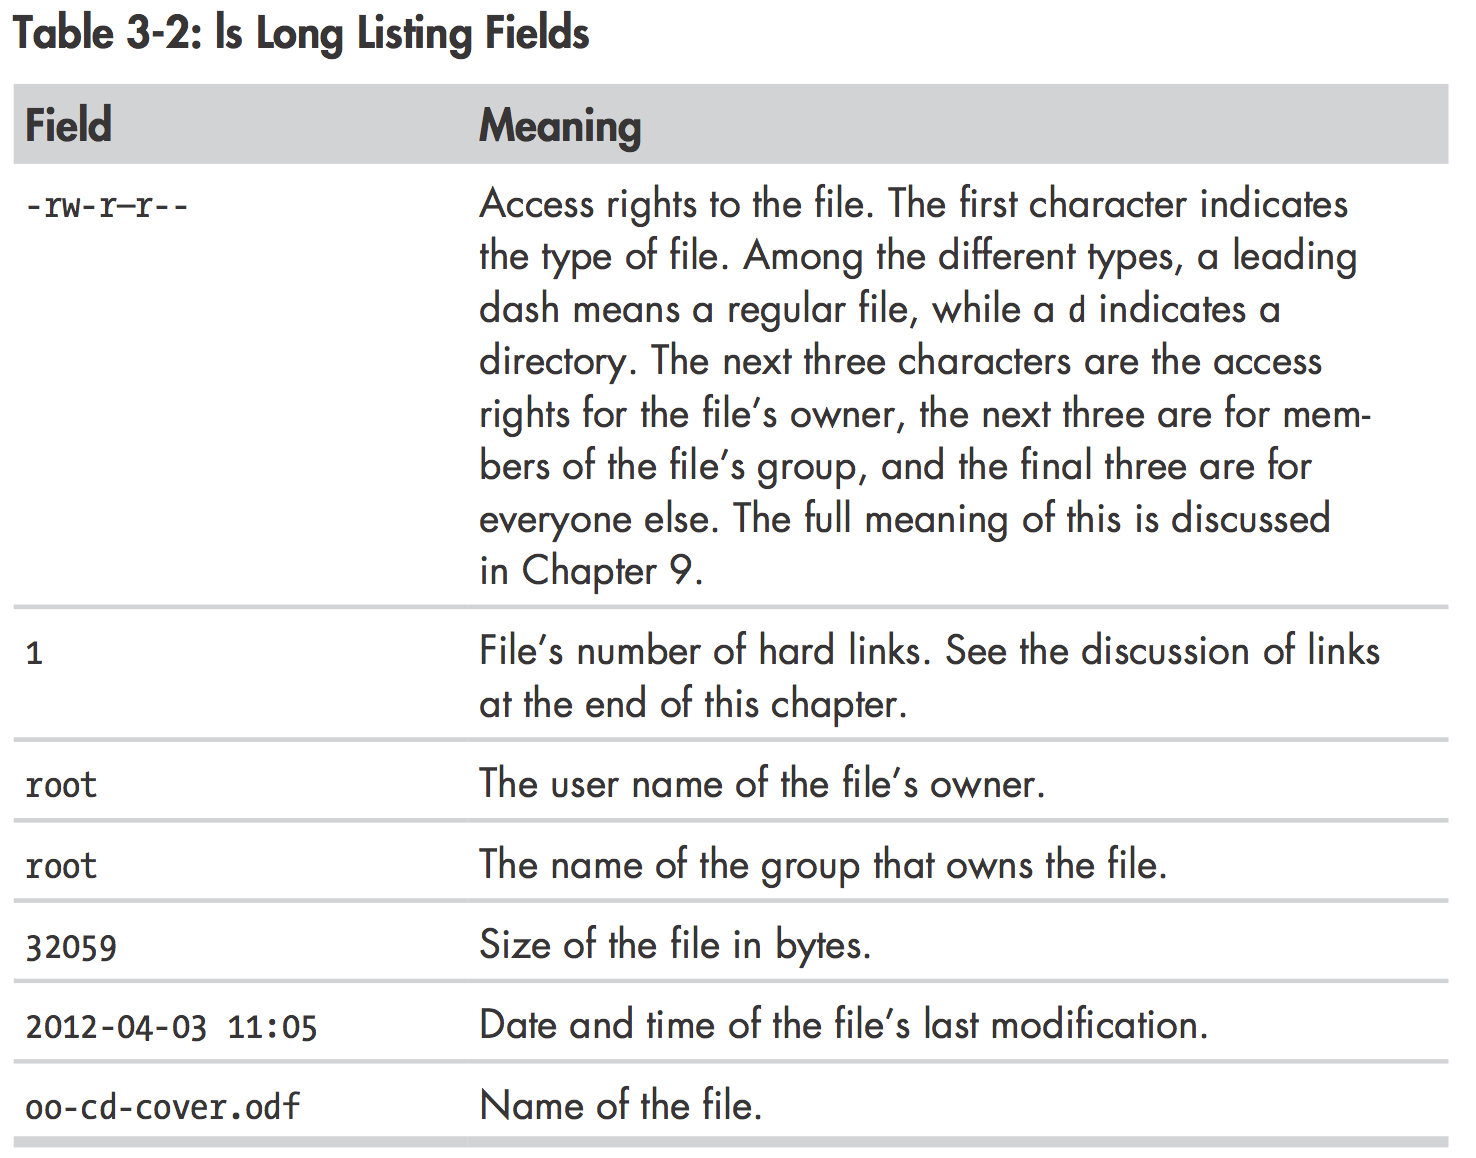 Table 3-2: ls Long Listing Fields
Field Meaning
-rw-r—r-- Access rights to the file. The first character indicates
the type of file. Among the different types, a leading
dash means a regular file, while a d indicates a
directory. The next three characters are the access
rights for the file’s owner, the next three are for mem-
bers of the file’s group, and the final three are for
everyone else. The full meaning of this is discussed
in Chapter 9.
1 File’s number of hard links. See the discussion of links
at the end of this chapter.
root The user name of the file’s owner.
root The name of the group that owns the file.
32059 Size of the file in bytes.
2012-04-03 11:05 Date and time of the file’s last modification.
oo-cd-cover.odf Name of the file.